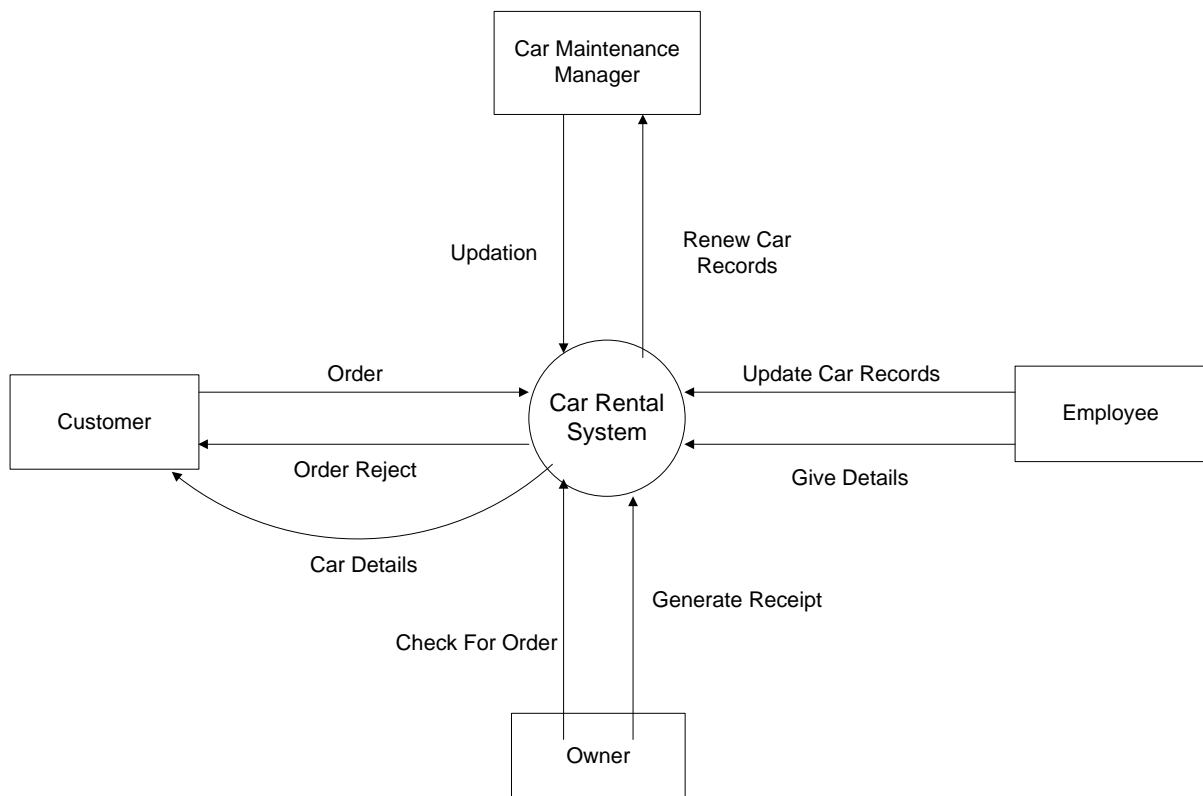 Car Maintenance
Manager
Updation
Renew Car
Records
Order
Update Car Records
Customer
Car Rental
System
Employee
Order Reject
Give Details
Car Details
Generate Receipt
Check For Order
Owner